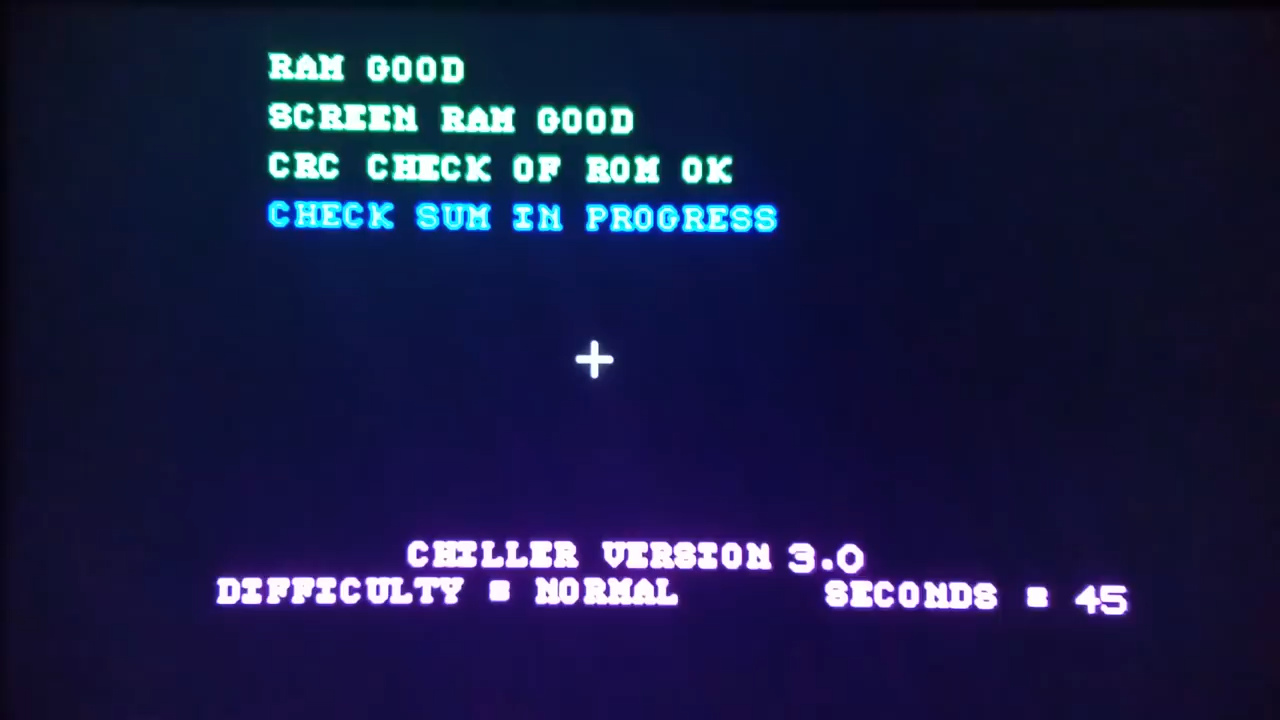 RAM GOOD
SCREEN RAM GOOD
CRC CHECK OF ROM OK
CHECK SUM IN PROGRESS
CHILLER VERSION 3.0
DIFFICULTY = NORMAL SECONDS = 45